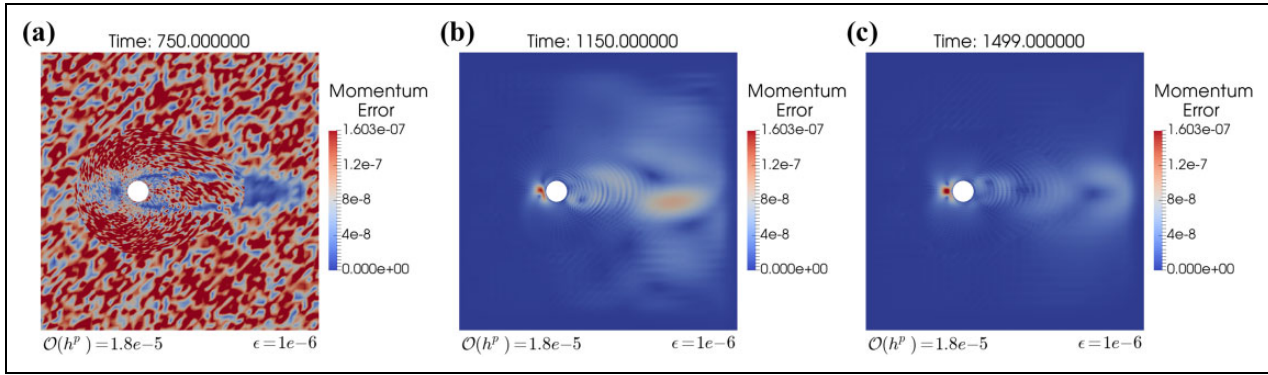 (a)
Time: 750.000000
Momentum
Error
1.603e-07
1.2e-7
8e-8
4e-8
0.000e+00
𝒪(h^p) = 1.8e−5
ϵ = 1e−6
(b)
Time: 1150.000000
Momentum
Error
1.603e-07
1.2e-7
8e-8
4e-8
0.000e+00
𝒪(h^p) = 1.8e−5
ϵ = 1e−6
(c)
Time: 1499.000000
Momentum
Error
1.603e-07
1.2e-7
8e-8
4e-8
0.000e+00
𝒪(h^p) = 1.8e−5
ϵ = 1e−6